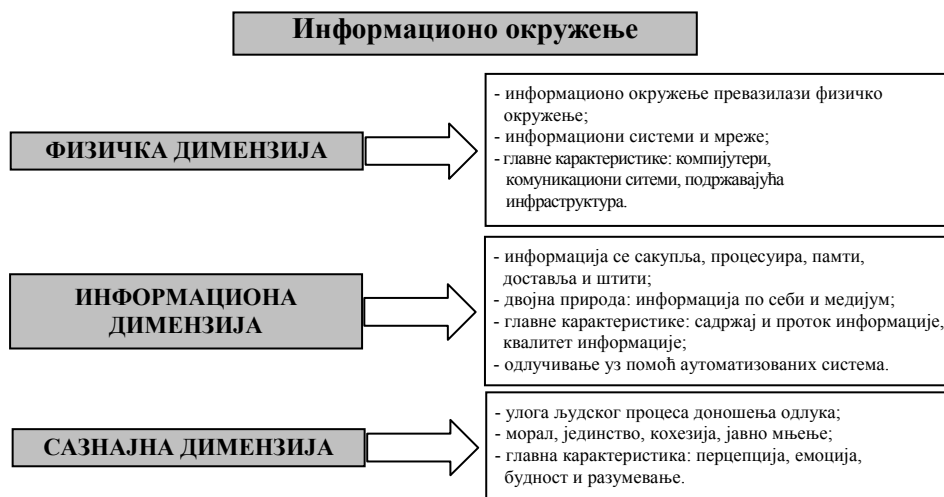 Информационо окружење
ФИЗИЧКА ДИМЕНЗИЈА
- информационо окружење превазилази физичко
окружење;
- информациони системи и мреже;
- главне карактеристике: компијутери,
комуникациони ситеми, подржавајућа
инфраструктура.
ИНФОРМАЦИОНА
ДИМЕНЗИЈА
- информација се сакупља, процесуира, памти,
доставља и штити;
- двојна природа: информација по себи и медијум;
- главне карактеристике: садржај и проток информације,
квалитет информације;
- одлучивање уз помоћ аутоматизованих система.
САЗНАЈНА ДИМЕНЗИЈА
- улога људског процеса доношења одлука;
- морал, јединство, кохезија, јавно мњење;
- главна карактеристика: перцепција, емоција,
будност и разумевање.